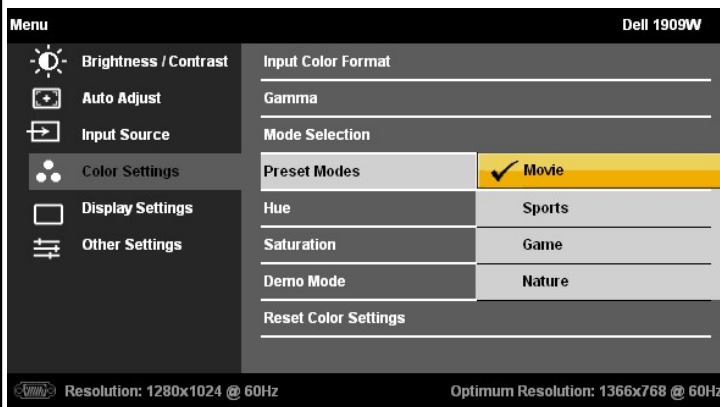 Menu Dell 1909W
Brightness / Contrast Input Color Format
Auto Adjust Gamma
Input Source Mode Selection
Color Settings Preset Modes Movie
Display Settings Hue Sports
Other Settings Saturation Game
Demo Mode Nature
Reset Color Settings
Resolution: 1280x1024 @ 60Hz Optimum Resolution: 1366x768 @ 60Hz